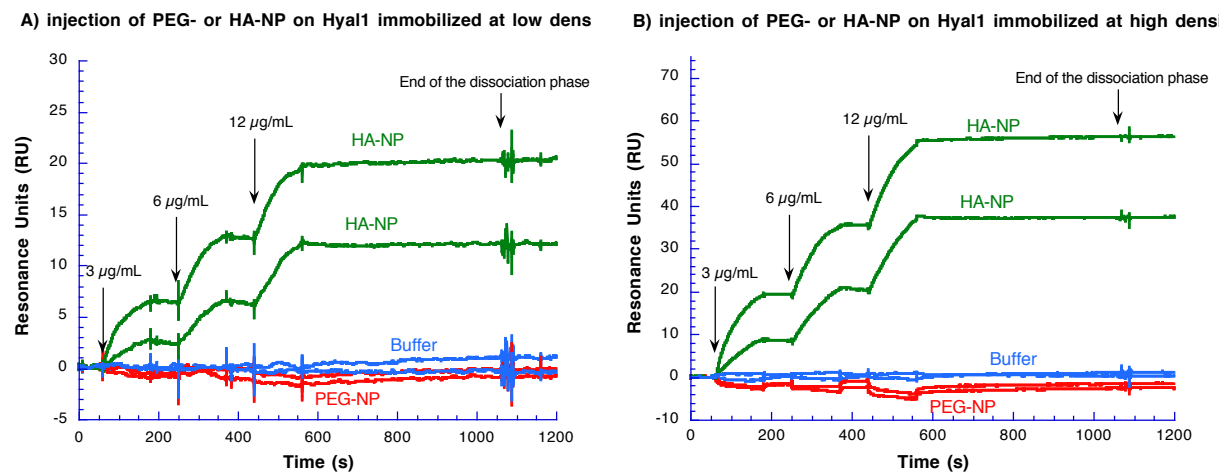 A) injection of PEG- or HA-NP on Hyal1 immobilized at low dens
30
25
20
15
10
5
0
-5
Resonance Units (RU)
3 µg/mL
6 µg/mL
12 µg/mL
End of the dissociation phase
HA-NP
HA-NP
Buffer
PEG-NP
0
200
400
600
800
1000
1200
Time (s)
B) injection of PEG- or HA-NP on Hyal1 immobilized at high densi
70
60
50
40
30
20
10
0
-10
Resonance Units (RU)
3 µg/mL
6 µg/mL
12 µg/mL
End of the dissociation phase
HA-NP
HA-NP
Buffer
PEG-NP
0
200
400
600
800
1000
1200
Time (s)